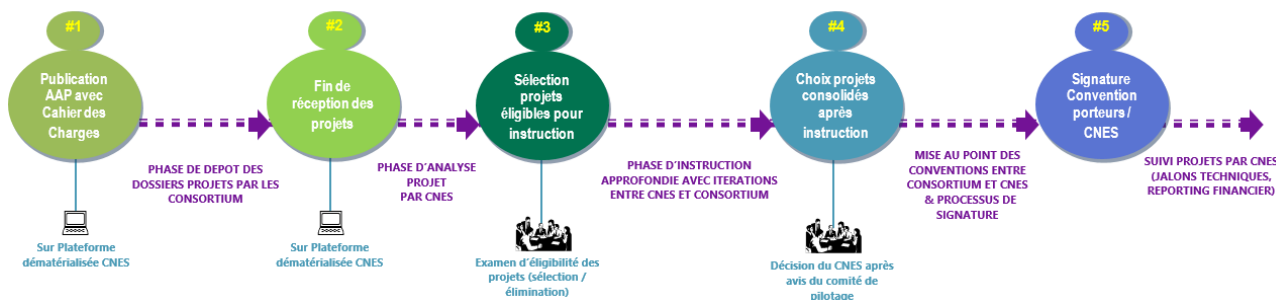 #1
Publication
AAP avec
Cahier des
Charges
PHASE DE DEPOT DES
DOSSIERS PROJETS PAR LES
CONSORTIUM
Sur Plateforme
dématérialisée CNES
#2
Fin de
réception des
projets
PHASE D'ANALYSE
PROJET
PAR CNES
Sur Plateforme
dématérialisée CNES
#3
Sélection
projets
éligibles pour
instruction
PHASE D'INSTRUCTION
APPROFONDIE AVEC ITERATIONS
ENTRE CNES ET CONSORTIUM
Examen d'éligibilité des
projets (sélection /
élimination)
#4
Choix projets
consolidés
après
instruction
MISE AU POINT DES
CONVENTIONS ENTRE
CONSORTIUM ET CNES
& PROCESSUS DE
SIGNATURE
Décision du CNES après
avis du comité de
pilotage
#5
Signature
Convention
porteurs /
CNES
SUIVI PROJETS PAR CNES
(JALONS TECHNIQUES,
REPORTING FINANCIER)